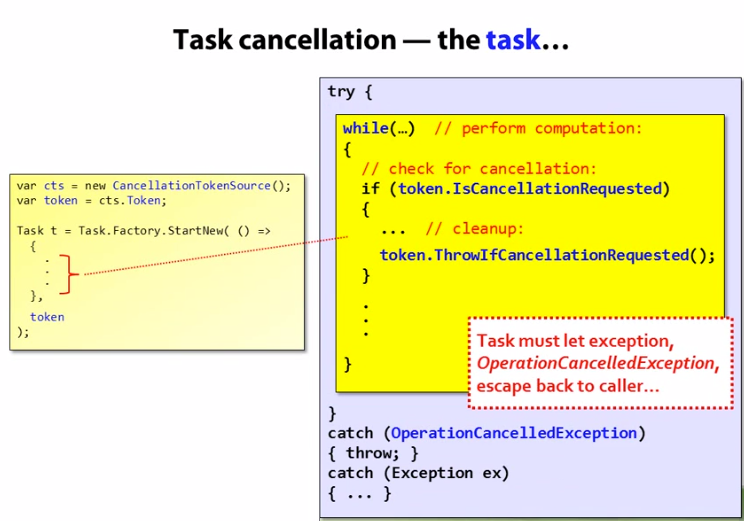 Task cancellation — the task…
var cts = new CancellationTokenSource();
var token = cts.Token;
Task t = Task.Factory.StartNew( () =>
{
.
.
.
},
token
);
try {
while(…) // perform computation:
{
// check for cancellation:
if (token.IsCancellationRequested)
{
... // cleanup:
token.ThrowIfCancellationRequested();
}
.
.
.
}
Task must let exception,
OperationCancelledException,
escape back to caller…
}
catch (OperationCancelledException)
{ throw; }
catch (Exception ex)
{ ... }